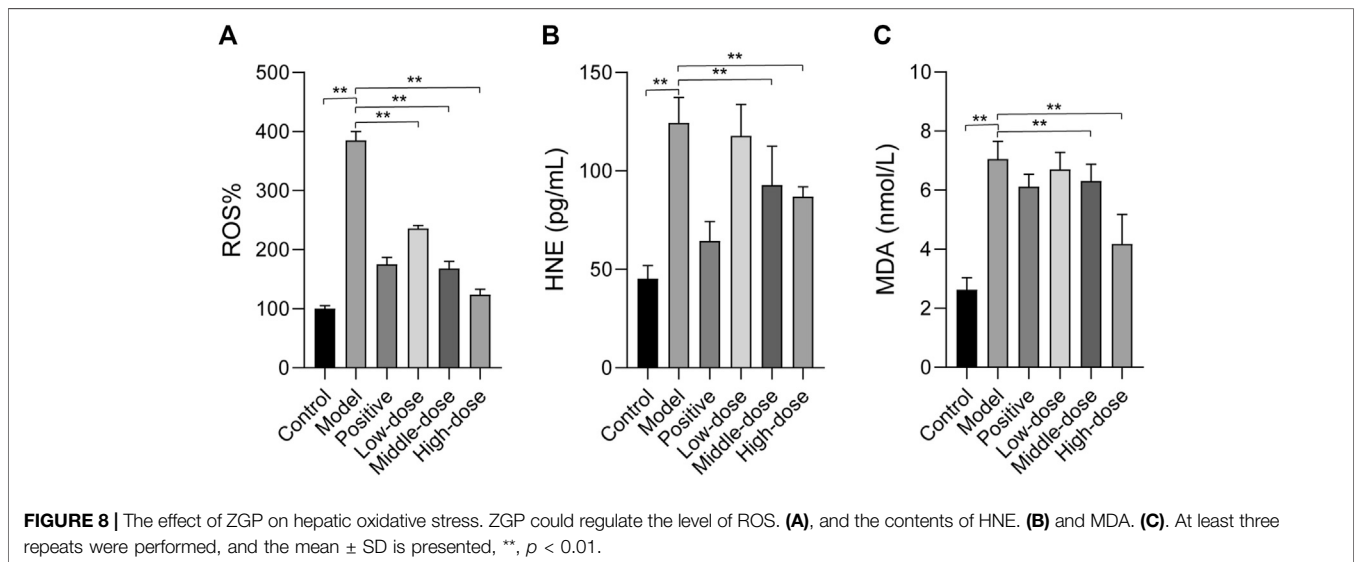 A
B
C
500
400
300
200
100
0
ROS%
**
**
**
**
Control
Model
Positive
Low-dose
Middle-dose
High-dose
150
100
50
0
HNE (pg/mL)
**
**
**
Control
Model
Positive
Low-dose
Middle-dose
High-dose
10
8
6
4
2
0
MDA (nmol/L)
**
**
**
Control
Model
Positive
Low-dose
Middle-dose
High-dose
FIGURE 8 | The effect of ZGP on hepatic oxidative stress. ZGP could regulate the level of ROS. (A), and the contents of HNE. (B) and MDA. (C). At least three
repeats were performed, and the mean ± SD is presented, **, p < 0.01.